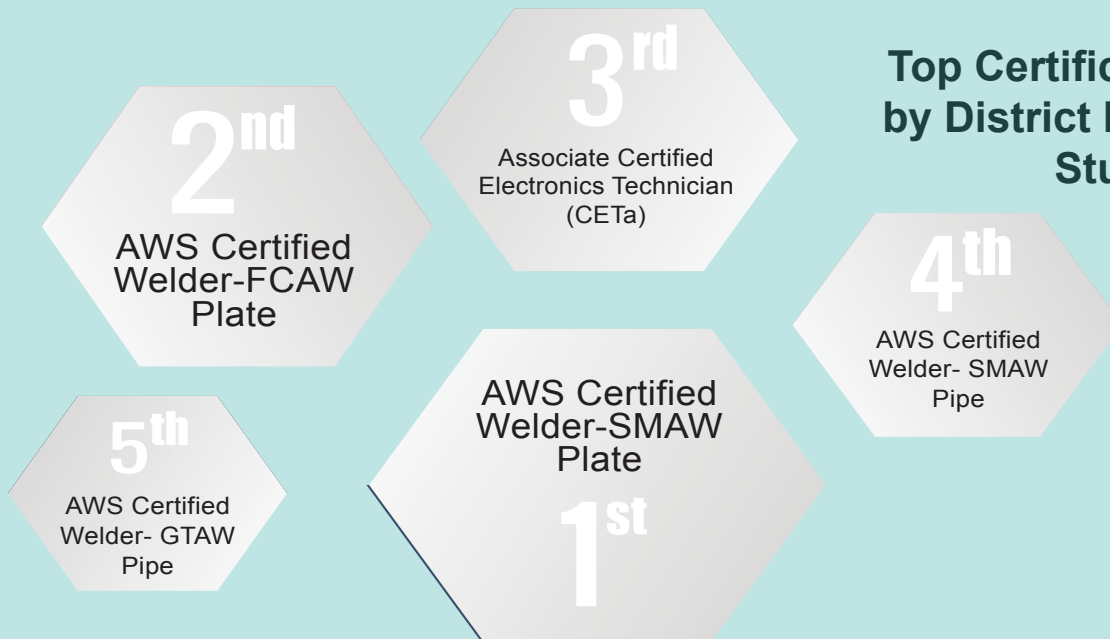 Top Certific
by District
Stu
3rd
Associate Certified
Electronics Technician
(CETa)
2nd
AWS Certified
Welder-FCAW
Plate
4th
AWS Certified
Welder- SMAW
Pipe
AWS Certified
Welder-SMAW
Plate
1st
5th
AWS Certified
Welder- GTAW
Pipe